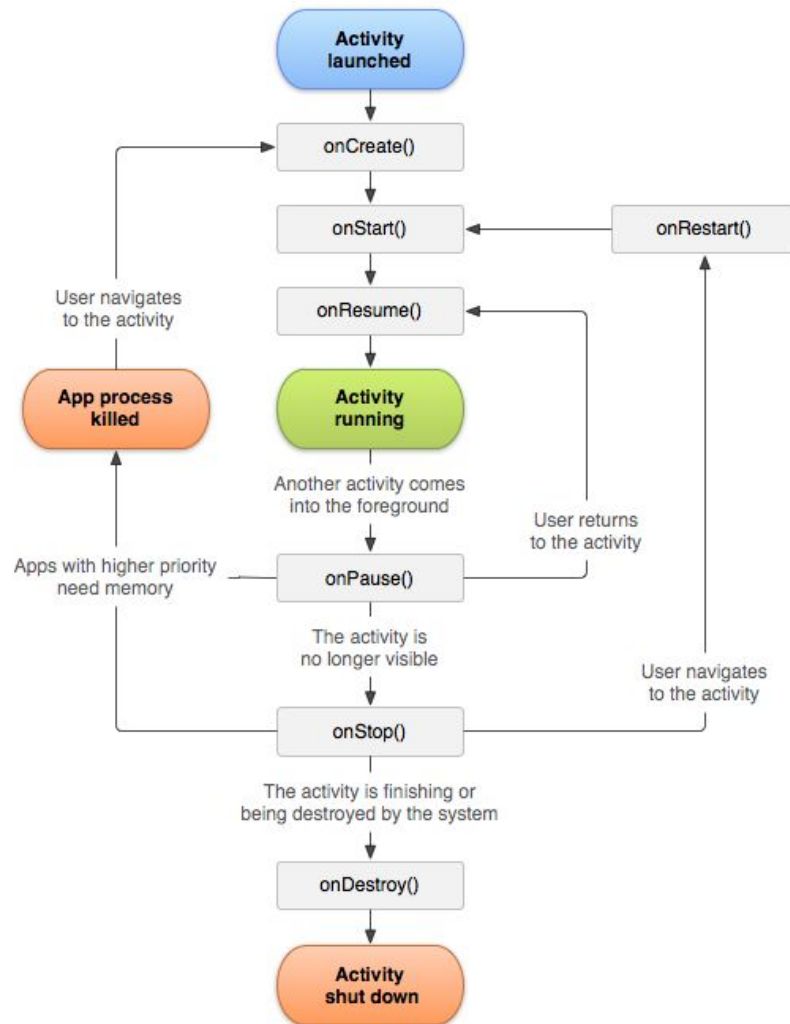 Activity
launched
onCreate()
onStart()
onRestart()
User navigates
to the activity
onResume()
App process
killed
Activity
running
Another activity comes
into the foreground
User returns
to the activity
Apps with higher priority
need memory
onPause()
The activity is
no longer visible
User navigates
to the activity
onStop()
The activity is finishing or
being destroyed by the system
onDestroy()
Activity
shut down